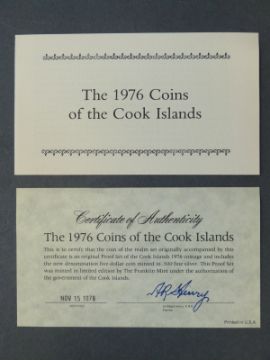 The 1976 Coins
of the Cook Islands
Certificate of Authenticity
The 1976 Coins of the Cook Islands
This is to certify that the coin of the realm set originally accompanied by this
certificate is an original Proof Set of the Cook Islands 1976 coinage and includes
the new denomination five dollar coin minted in .500 fine silver. This Proof Set
was minted in limited edition by The Franklin Mint under the authorization of
the government of the Cook Islands.
NOV 15 1976
Printed in U.S.A.